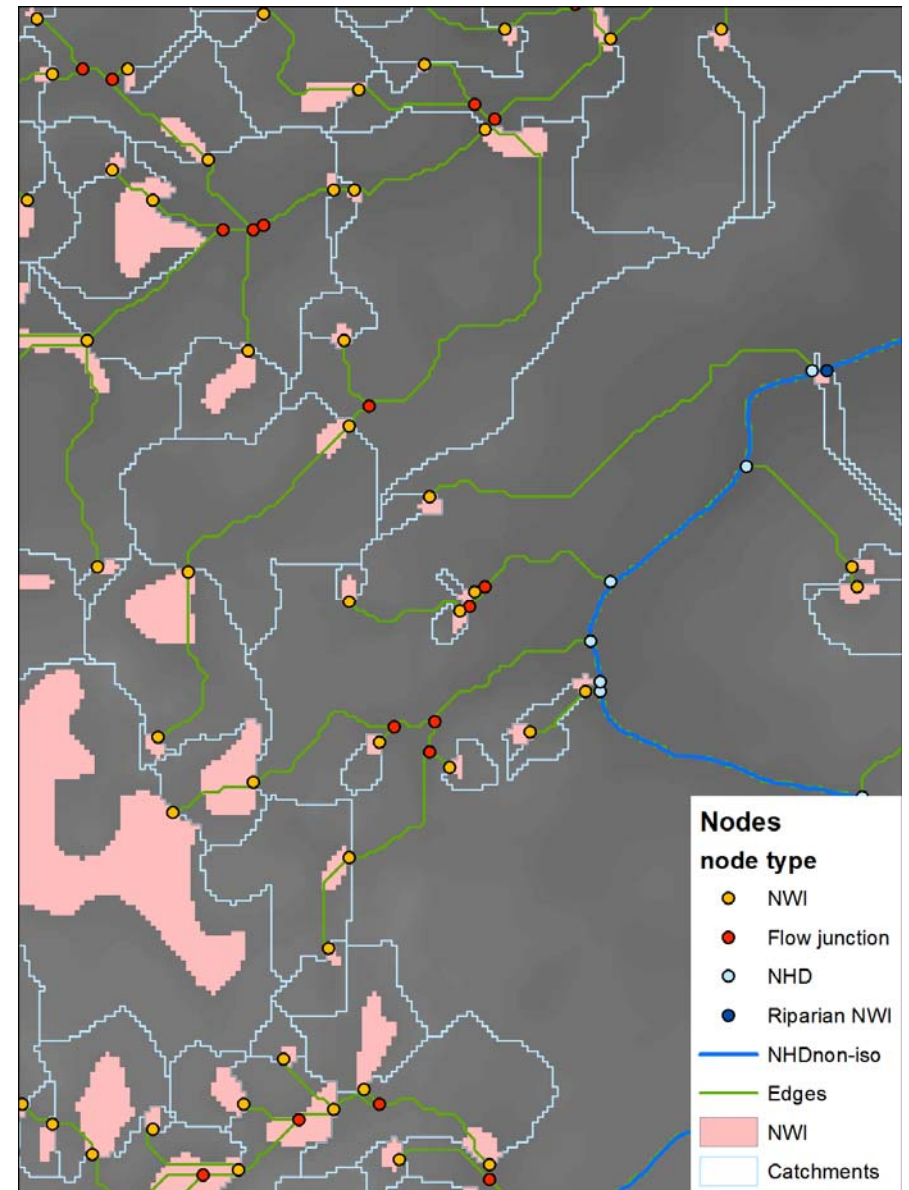 Nodes
node type
NWI
Flow junction
NHD
Riparian NWI
NHDnon-iso
Edges
NWI
Catchments